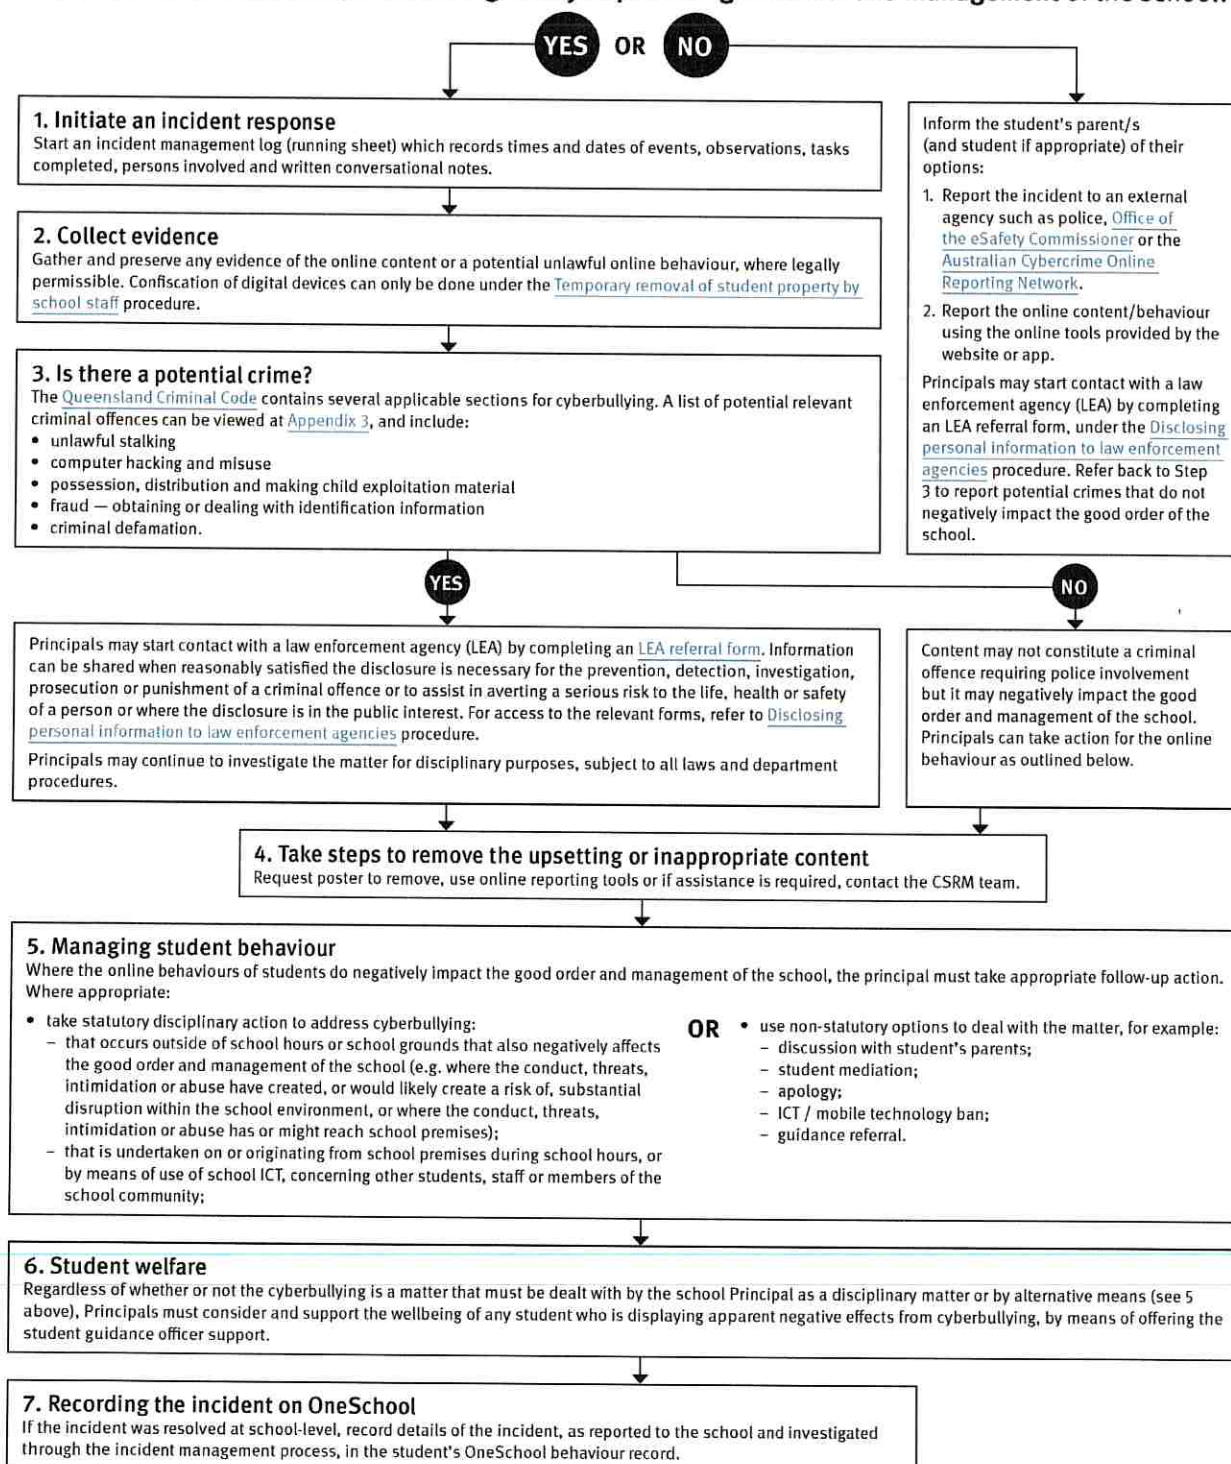 management of the school?
YES OR NO
1. Initiate an incident response
Start an incident management log (running sheet) which records times and dates of events, observations, tasks
completed, persons involved and written conversational notes.
2. Collect evidence
Gather and preserve any evidence of the online content or a potential unlawful online behaviour, where legally
permissible. Confiscation of digital devices can only be done under the Temporary removal of student property by
school staff procedure.
3. Is there a potential crime?
The Queensland Criminal Code contains several applicable sections for cyberbullying. A list of potential relevant
criminal offences can be viewed at Appendix 3, and include:
• unlawful stalking
• computer hacking and misuse
• possession, distribution and making child exploitation material
• fraud — obtaining or dealing with identification information
• criminal defamation.
Inform the student's parent/s
(and student if appropriate) of their
options:
1. Report the incident to an external
agency such as police, Office of
the eSafety Commissioner or the
Australian Cybercrime Online
Reporting Network.
2. Report the online content/behaviour
using the online tools provided by the
website or app.
Principals may start contact with a law
enforcement agency (LEA) by completing
an LEA referral form, under the Disclosing
personal information to law enforcement
agencies procedure. Refer back to Step
3 to report potential crimes that do not
negatively impact the good order of the
school.
YES
NO
Principals may start contact with a law enforcement agency (LEA) by completing an LEA referral form. Information
can be shared when reasonably satisfied the disclosure is necessary for the prevention, detection, investigation,
prosecution or punishment of a criminal offence or to assist in averting a serious risk to the life, health or safety
of a person or where the disclosure is in the public interest. For access to the relevant forms, refer to Disclosing
personal information to law enforcement agencies procedure.
Principals may continue to investigate the matter for disciplinary purposes, subject to all laws and department
procedures.
Content may not constitute a criminal
offence requiring police involvement
but it may negatively impact the good
order and management of the school.
Principals can take action for the online
behaviour as outlined below.
4. Take steps to remove the upsetting or inappropriate content
Request poster to remove, use online reporting tools or if assistance is required, contact the CSRM team.
5. Managing student behaviour
Where the online behaviours of students do negatively impact the good order and management of the school, the principal must take appropriate follow-up action.
Where appropriate:
• take statutory disciplinary action to address cyberbullying:
– that occurs outside of school hours or school grounds that also negatively affects
the good order and management of the school (e.g. where the conduct, threats,
intimidation or abuse have created, or would likely create a risk of, substantial
disruption within the school environment, or where the conduct, threats,
intimidation or abuse has or might reach school premises);
– that is undertaken on or originating from school premises during school hours, or
by means of use of school ICT, concerning other students, staff or members of the
school community;
OR
• use non-statutory options to deal with the matter, for example:
– discussion with student's parents;
– student mediation;
– apology;
– ICT / mobile technology ban;
– guidance referral.
6. Student welfare
Regardless of whether or not the cyberbullying is a matter that must be dealt with by the school Principal as a disciplinary matter or by alternative means (see 5
above), Principals must consider and support the wellbeing of any student who is displaying apparent negative effects from cyberbullying, by means of offering the
student guidance officer support.
7. Recording the incident on OneSchool
If the incident was resolved at school-level, record details of the incident, as reported to the school and investigated
through the incident management process, in the student's OneSchool behaviour record.